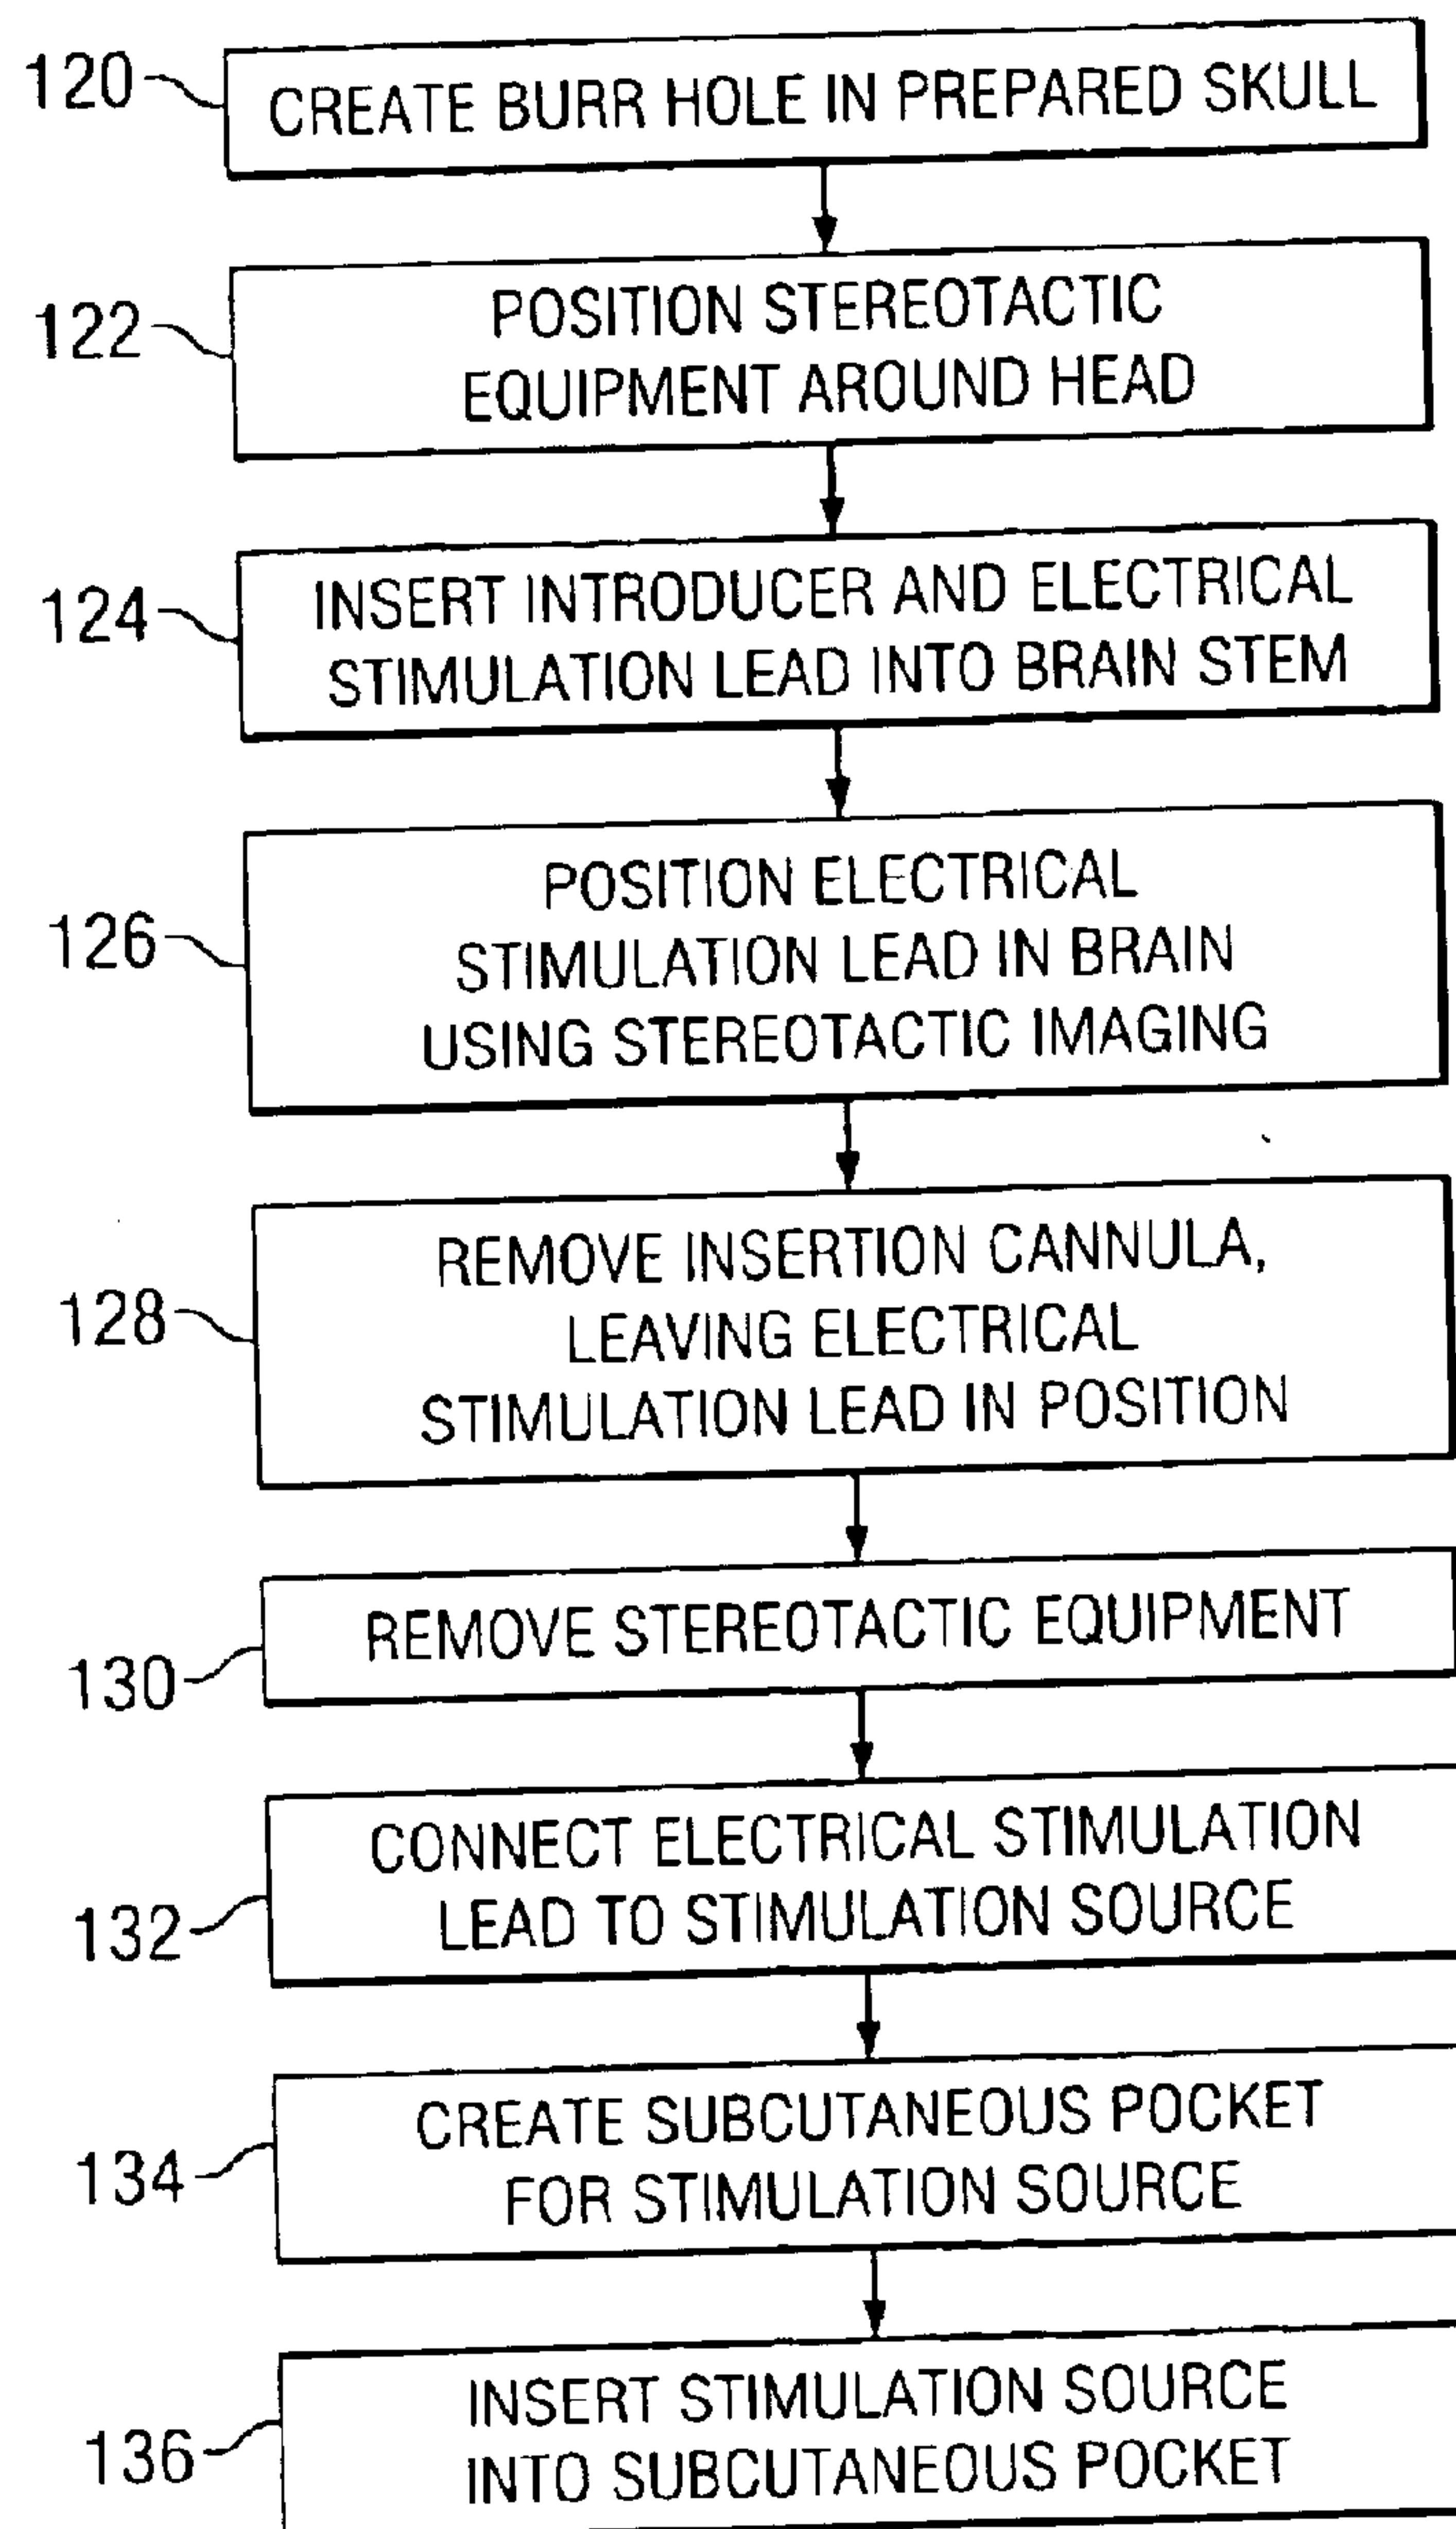 120
CREATE BURR HOLE IN PREPARED SKULL
122
POSITION STEREOTACTIC
EQUIPMENT AROUND HEAD
124
INSERT INTRODUCER AND ELECTRICAL
STIMULATION LEAD INTO BRAIN STEM
126
POSITION ELECTRICAL
STIMULATION LEAD IN BRAIN
USING STEREOTACTIC IMAGING
128
REMOVE INSERTION CANNULA,
LEAVING ELECTRICAL
STIMULATION LEAD IN POSITION
130
REMOVE STEREOTACTIC EQUIPMENT
132
CONNECT ELECTRICAL STIMULATION
LEAD TO STIMULATION SOURCE
134
CREATE SUBCUTANEOUS POCKET
FOR STIMULATION SOURCE
136
INSERT STIMULATION SOURCE
INTO SUBCUTANEOUS POCKET